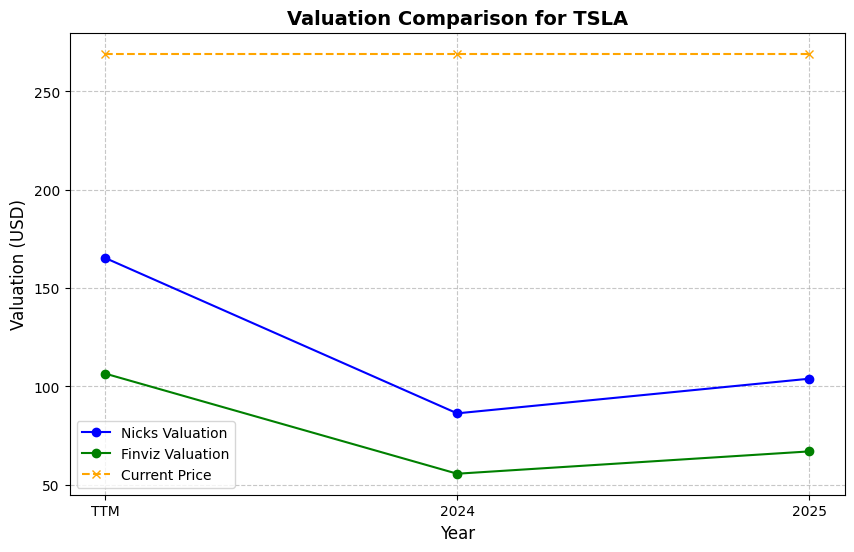 Valuation Comparison for TSLA
Valuation (USD)
250
200
150
100
50
Nicks Valuation
Finviz Valuation
Current Price
TTM
2024
2025
Year